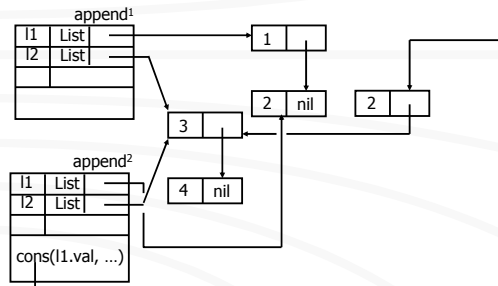 append¹
l1 List
l2 List
1
2 nil
2
3
4 nil
append²
l1 List
l2 List
cons(l1.val, …)